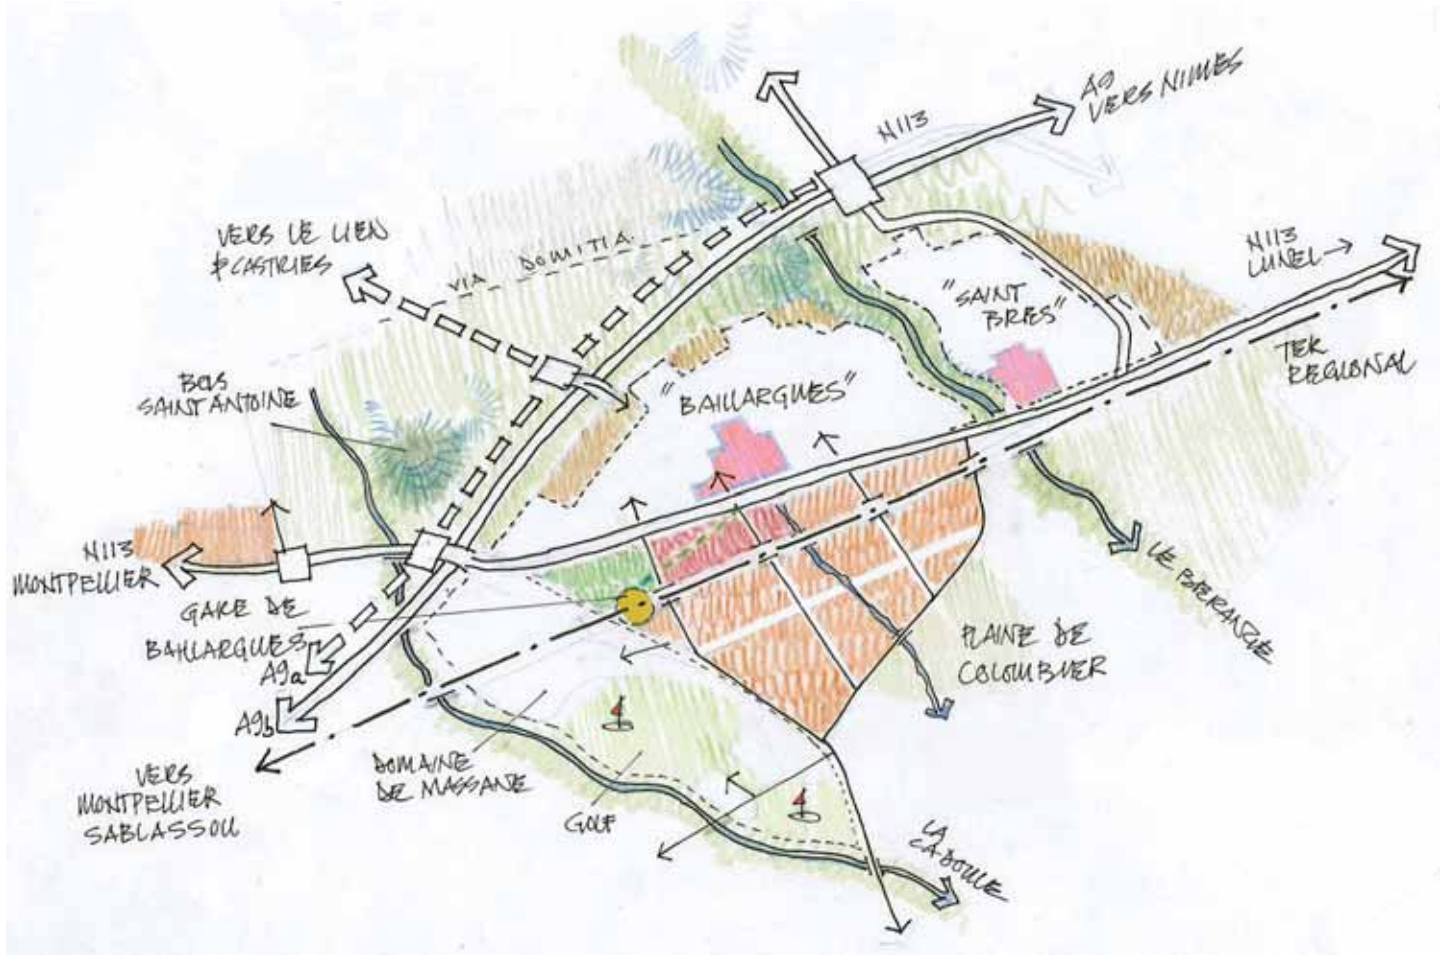 A9
VERS NIMES
N113
VERS LE LIEN
& CASTRIES
VIA DOMITIA
N113
LUNEL →
"SAINT
BRES"
TER
REGIONAL
BOIS
SAINT ANTOINE
"BAILLARGUES"
N113
MONTPELLIER
GARE DE
BAILLARGUES
A9a
A9b
LE BERANGE
PLAINE DE
COLOMBIER
VERS
MONTPELLIER
SABLASSOU
DOMAINE
DE MASSANE
GOLF
LA
CADOULE